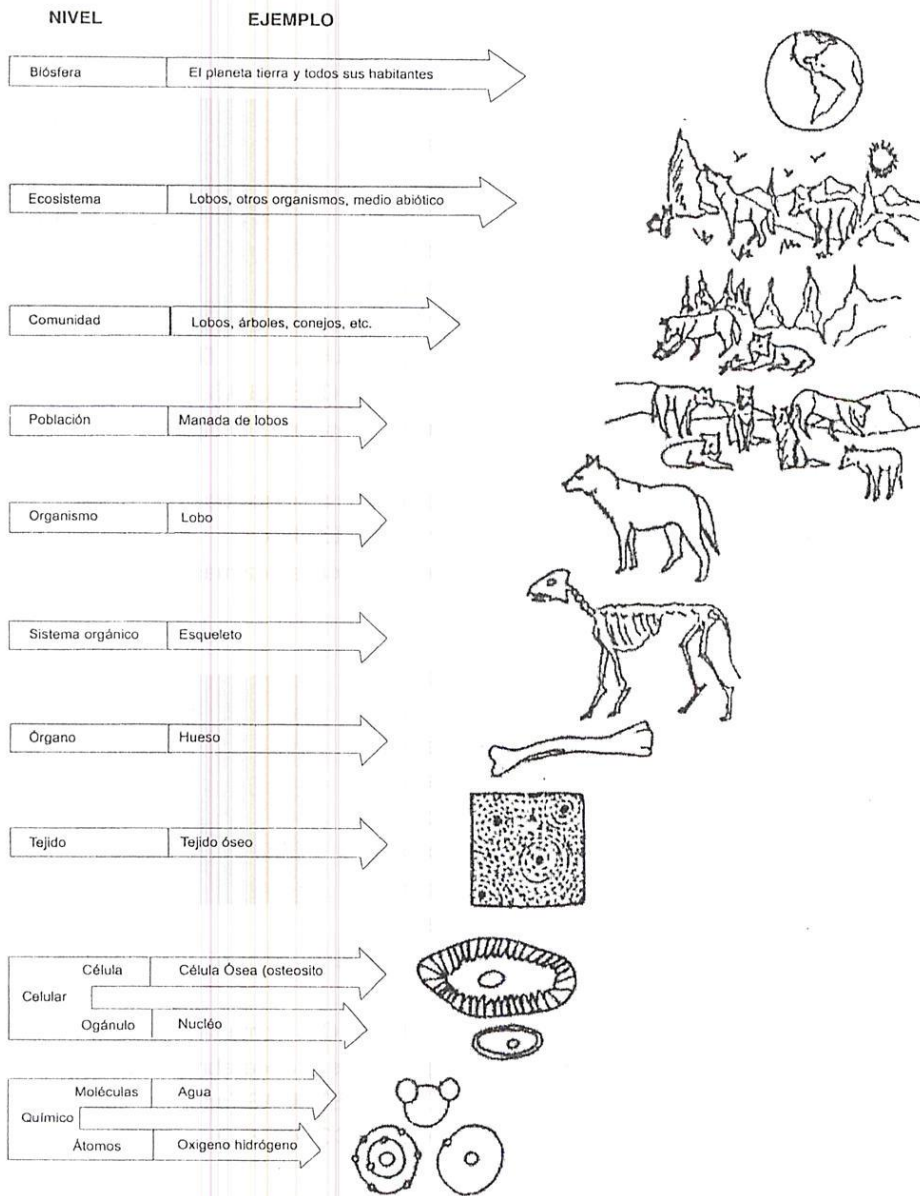 NIVEL EJEMPLO
Biósfera El planeta tierra y todos sus habitantes
Ecosistema Lobos, otros organismos, medio abiótico
Comunidad Lobos, árboles, conejos, etc.
Población Manada de lobos
Organismo Lobo
Sistema orgánico Esqueleto
Órgano Hueso
Tejido Tejido óseo
Célula Célula Ósea (osteosito
Celular
Ogánulo Nucléo
Moléculas Agua
Químico
Átomos Oxigeno hidrógeno